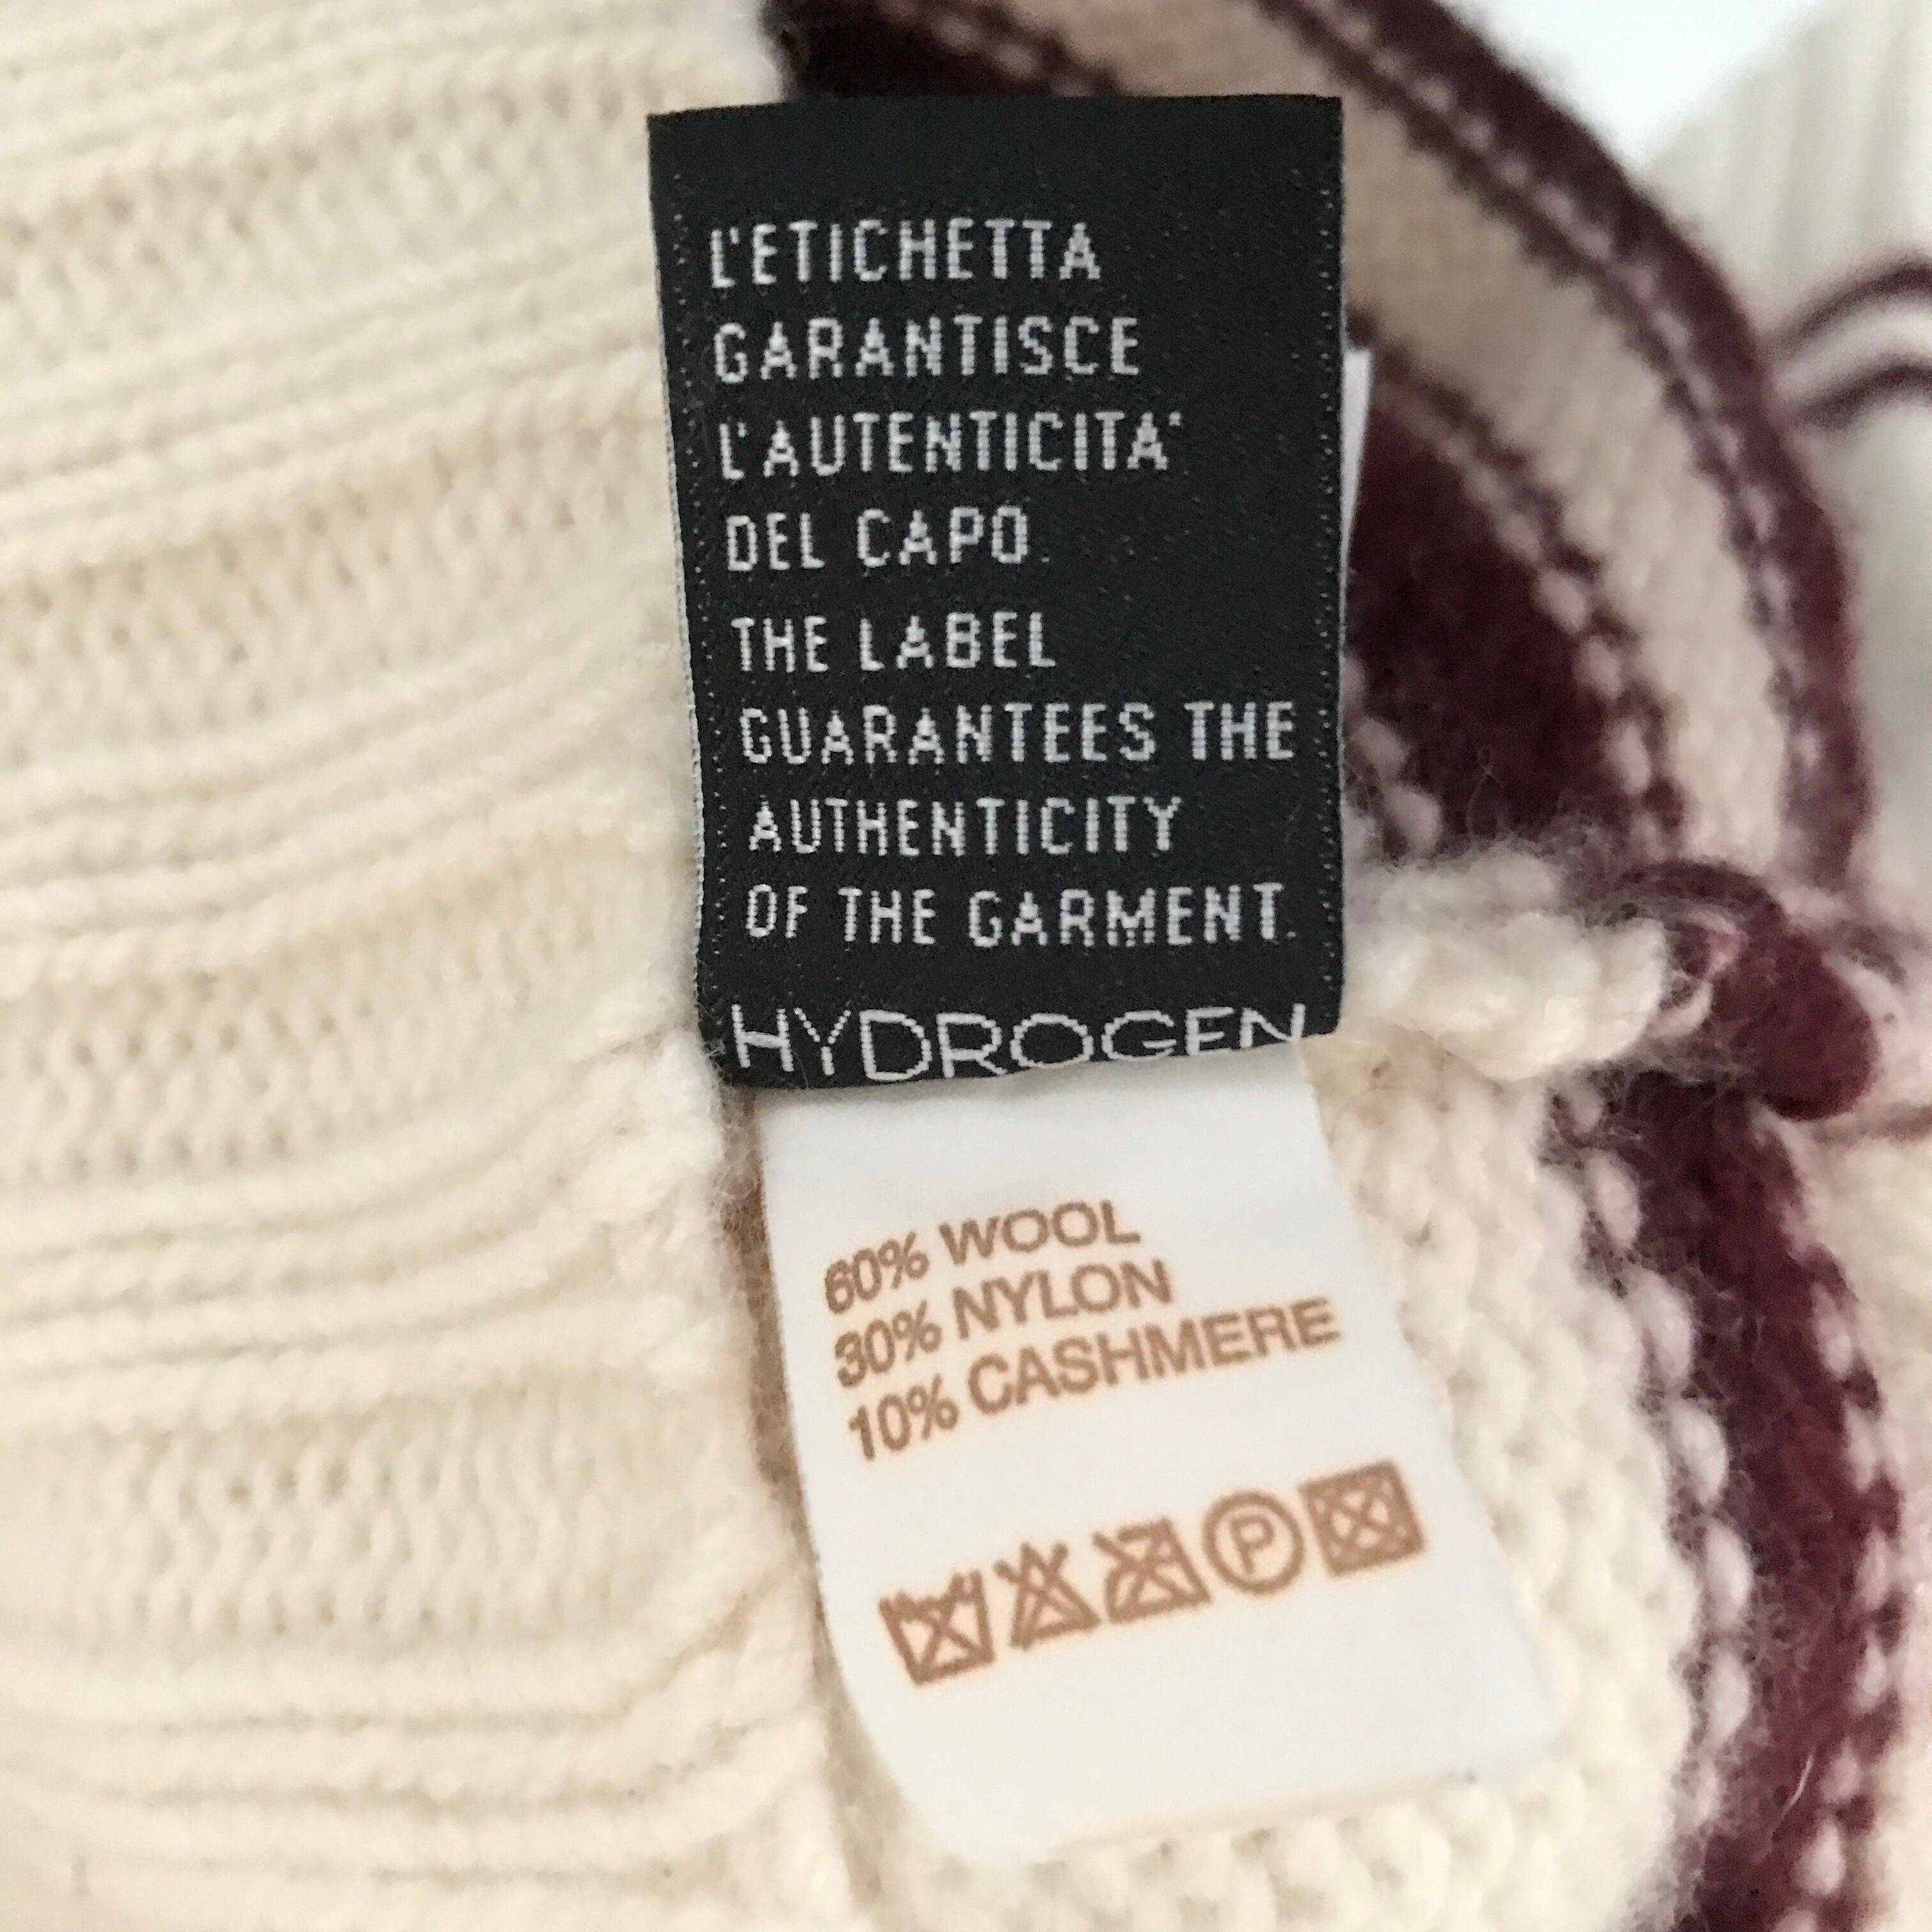 L'ETICHETTA
GARANTISCE
L'AUTENTICITA'
DEL CAPO.
THE LABEL
GUARANTEES THE
AUTHENTICITY
OF THE GARMENT.
HYDROGEN
60% WOOL
30% NYLON
10% CASHMERE
P